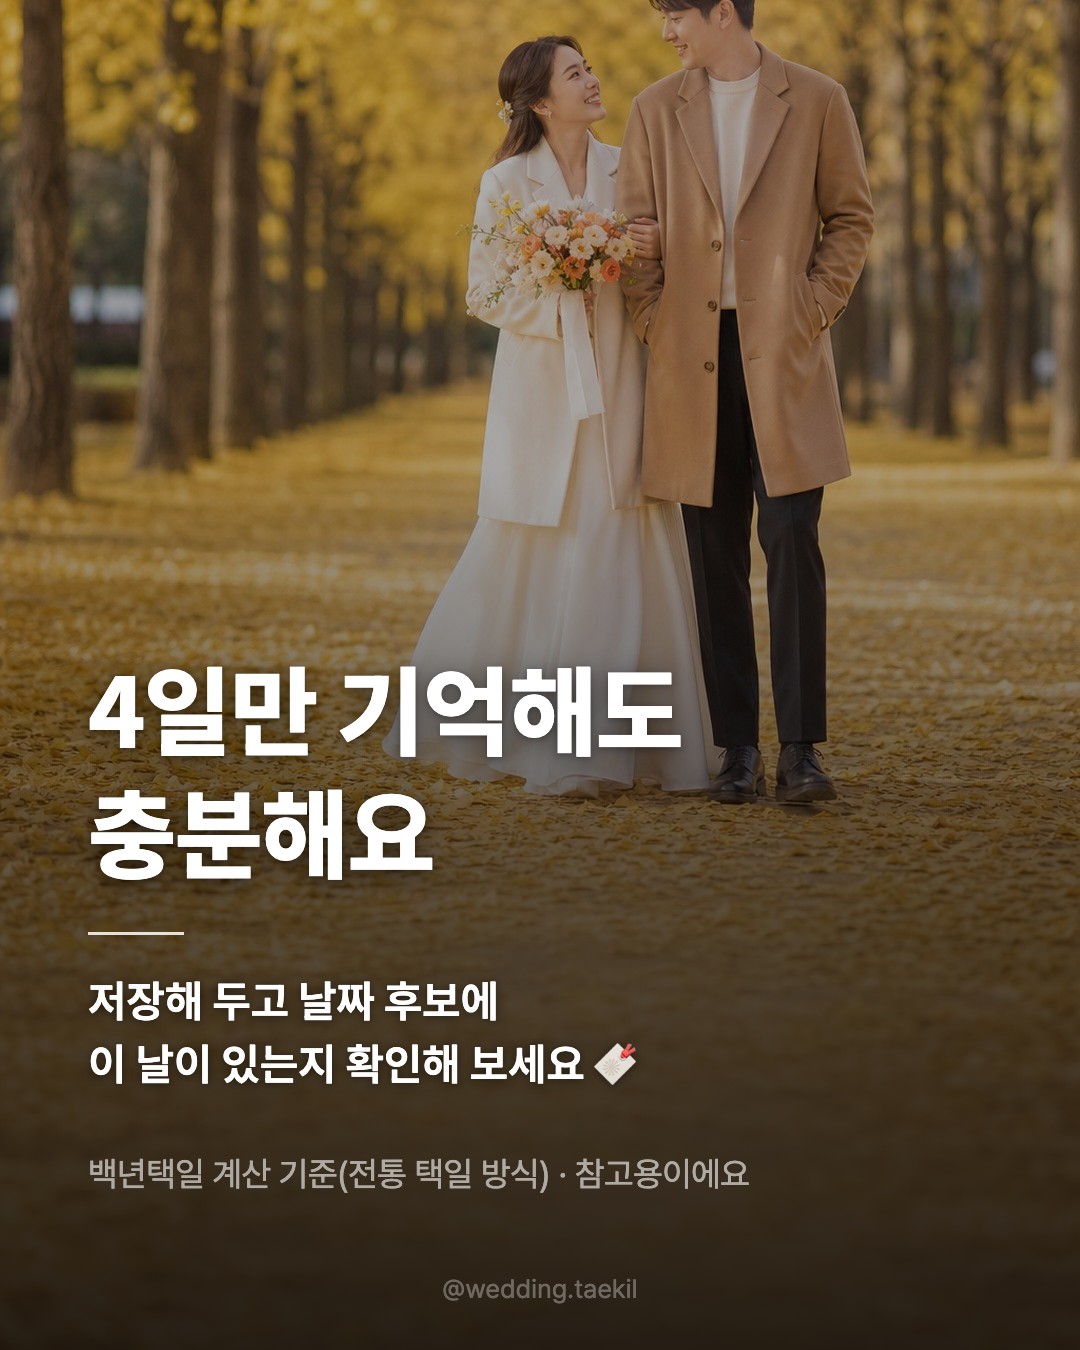 4일만 기억해도
충분해요
저장해 두고 날짜 후보에
이 날이 있는지 확인해 보세요
백년택일 계산 기준(전통 택일 방식) · 참고용이에요
@wedding.taekil